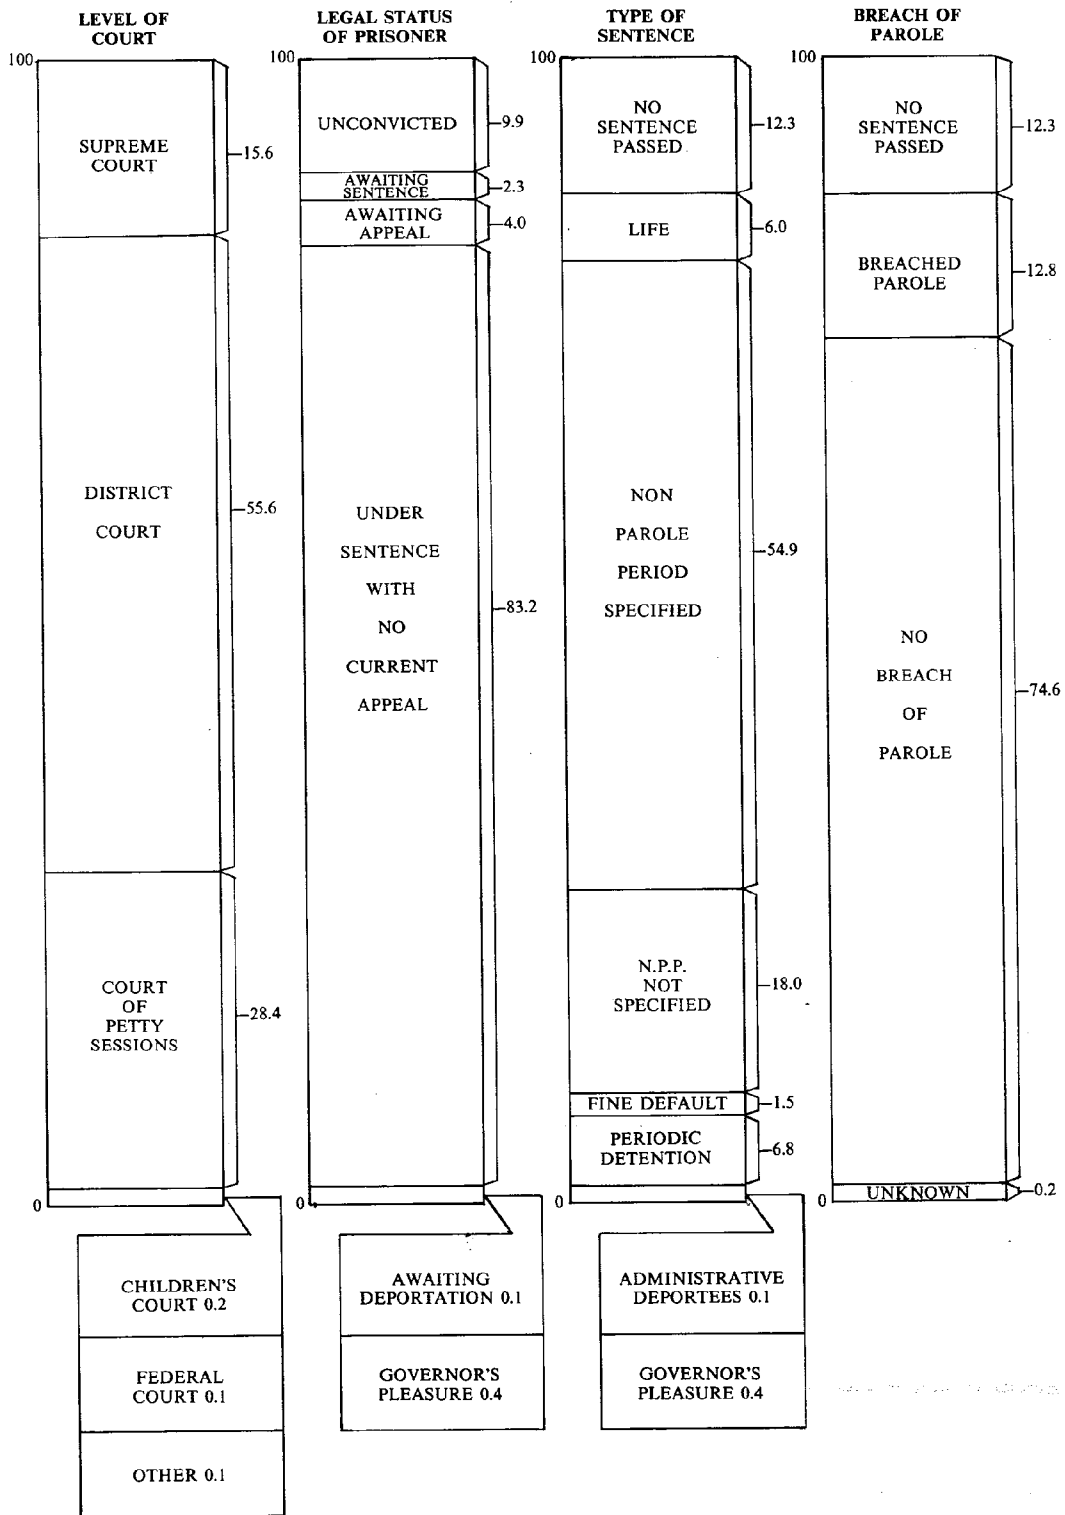 LEVEL OF
COURT
100
SUPREME
COURT
15.6
DISTRICT
COURT
55.6
COURT
OF
PETTY
SESSIONS
28.4
0
CHILDREN'S
COURT 0.2
FEDERAL
COURT 0.1
OTHER 0.1
LEGAL STATUS
OF PRISONER
100
UNCONVICTED
9.9
AWAITING
SENTENCE
2.3
AWAITING
APPEAL
4.0
UNDER
SENTENCE
WITH
NO
CURRENT
APPEAL
83.2
0
AWAITING
DEPORTATION 0.1
GOVERNOR'S
PLEASURE 0.4
TYPE OF
SENTENCE
100
NO
SENTENCE
PASSED
12.3
LIFE
6.0
NON
PAROLE
PERIOD
SPECIFIED
54.9
N.P.P.
NOT
SPECIFIED
18.0
FINE DEFAULT
1.5
PERIODIC
DETENTION
6.8
0
ADMINISTRATIVE
DEPORTEES 0.1
GOVERNOR'S
PLEASURE 0.4
BREACH OF
PAROLE
100
NO
SENTENCE
PASSED
12.3
BREACHED
PAROLE
12.8
NO
BREACH
OF
PAROLE
74.6
UNKNOWN
0.2
0